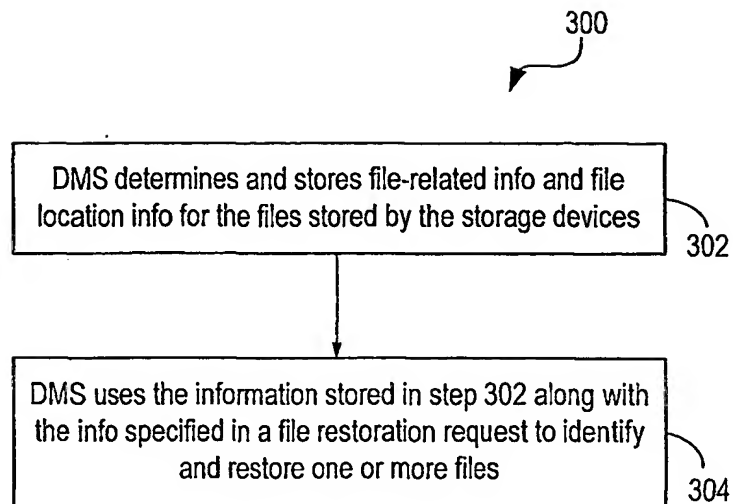 300
DMS determines and stores file-related info and file
location info for the files stored by the storage devices
302
DMS uses the information stored in step 302 along with
the info specified in a file restoration request to identify
and restore one or more files
304